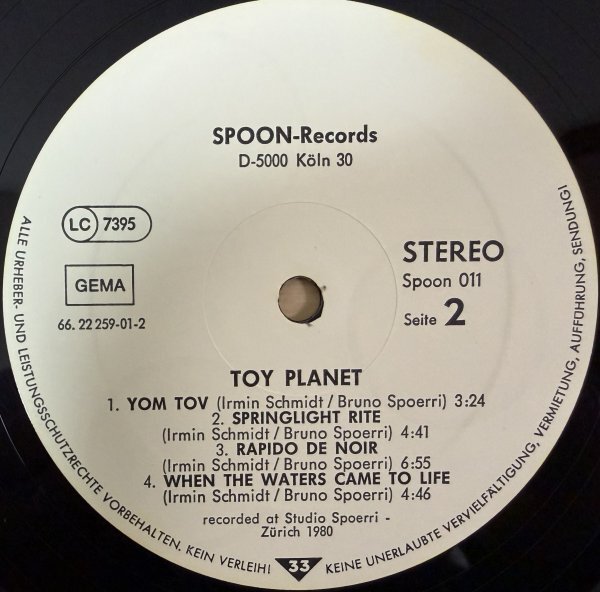 SPOON-Records
D-5000 Köln 30
LC 7395
GEMA
66. 22 259-01-2
STEREO
Spoon 011
Seite 2
TOY PLANET
1. YOM TOV (Irmin Schmidt / Bruno Spoerri) 3:24
2. SPRINGLIGHT RITE
(Irmin Schmidt / Bruno Spoerri) 4:41
3. RAPIDO DE NOIR
(Irmin Schmidt / Bruno Spoerri) 6:55
4. WHEN THE WATERS CAME TO LIFE
(Irmin Schmidt / Bruno Spoerri) 4:46
recorded at Studio Spoerri -
Zürich 1980
ALLE URHEBER- UND LEISTUNGSSCHUTZRECHTE VORBEHALTEN. KEIN VERLEIH! KEINE UNERLAUBTE VERVIELFÄLTIGUNG, VERMIETUNG, AUFFÜHRUNG, SENDUNG!
33